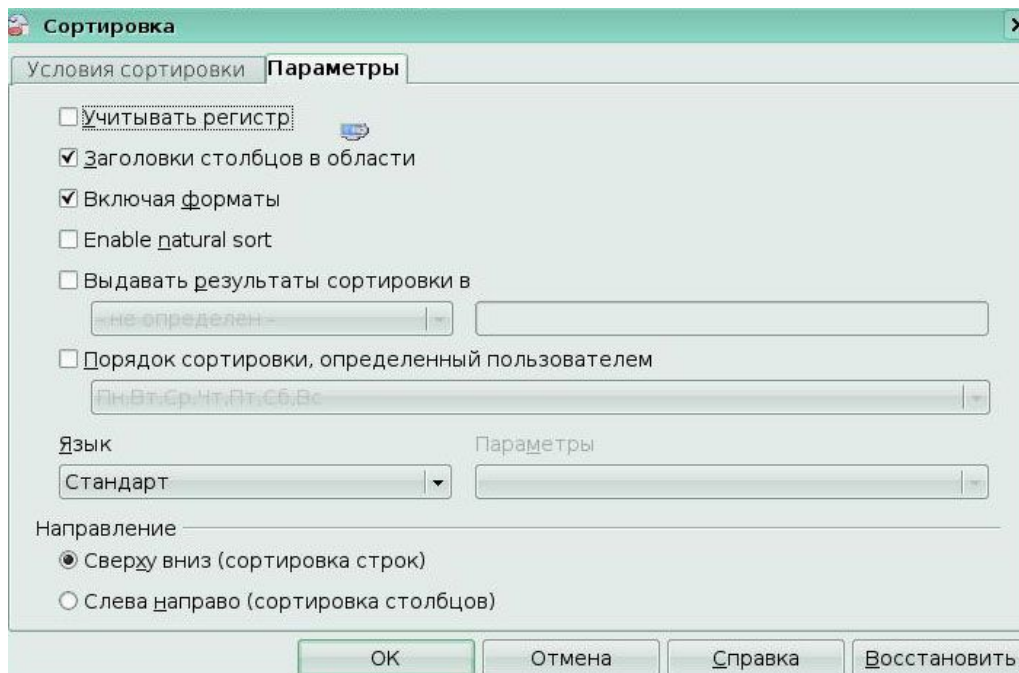 Сортировка
Условия сортировки Параметры
Учитывать регистр
Заголовки столбцов в области
Включая форматы
Enable natural sort
Выдавать результаты сортировки в
- не определен -
Порядок сортировки, определенный пользователем
Пн,Вт,Ср,Чт,Пт,Сб,Вс
Язык Параметры
Стандарт
Направление
Сверху вниз (сортировка строк)
Слева направо (сортировка столбцов)
OK Отмена Справка Восстановить